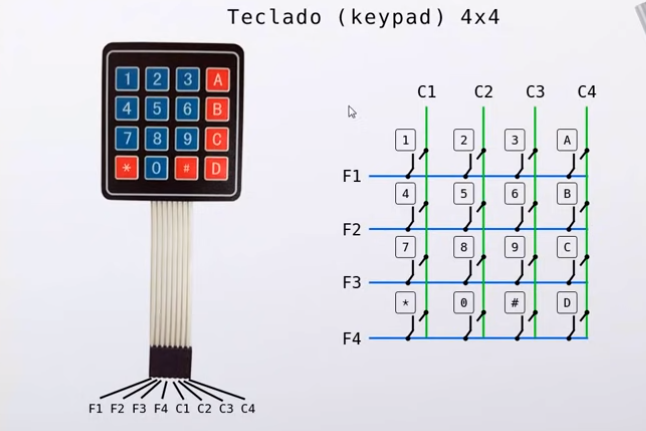 Teclado (keypad) 4x4
1 2 3 A
4 5 6 B
7 8 9 C
* 0 # D
F1 F2 F3 F4 C1 C2 C3 C4
C1 C2 C3 C4
1 2 3 A
F1
4 5 6 B
F2
7 8 9 C
F3
* 0 # D
F4